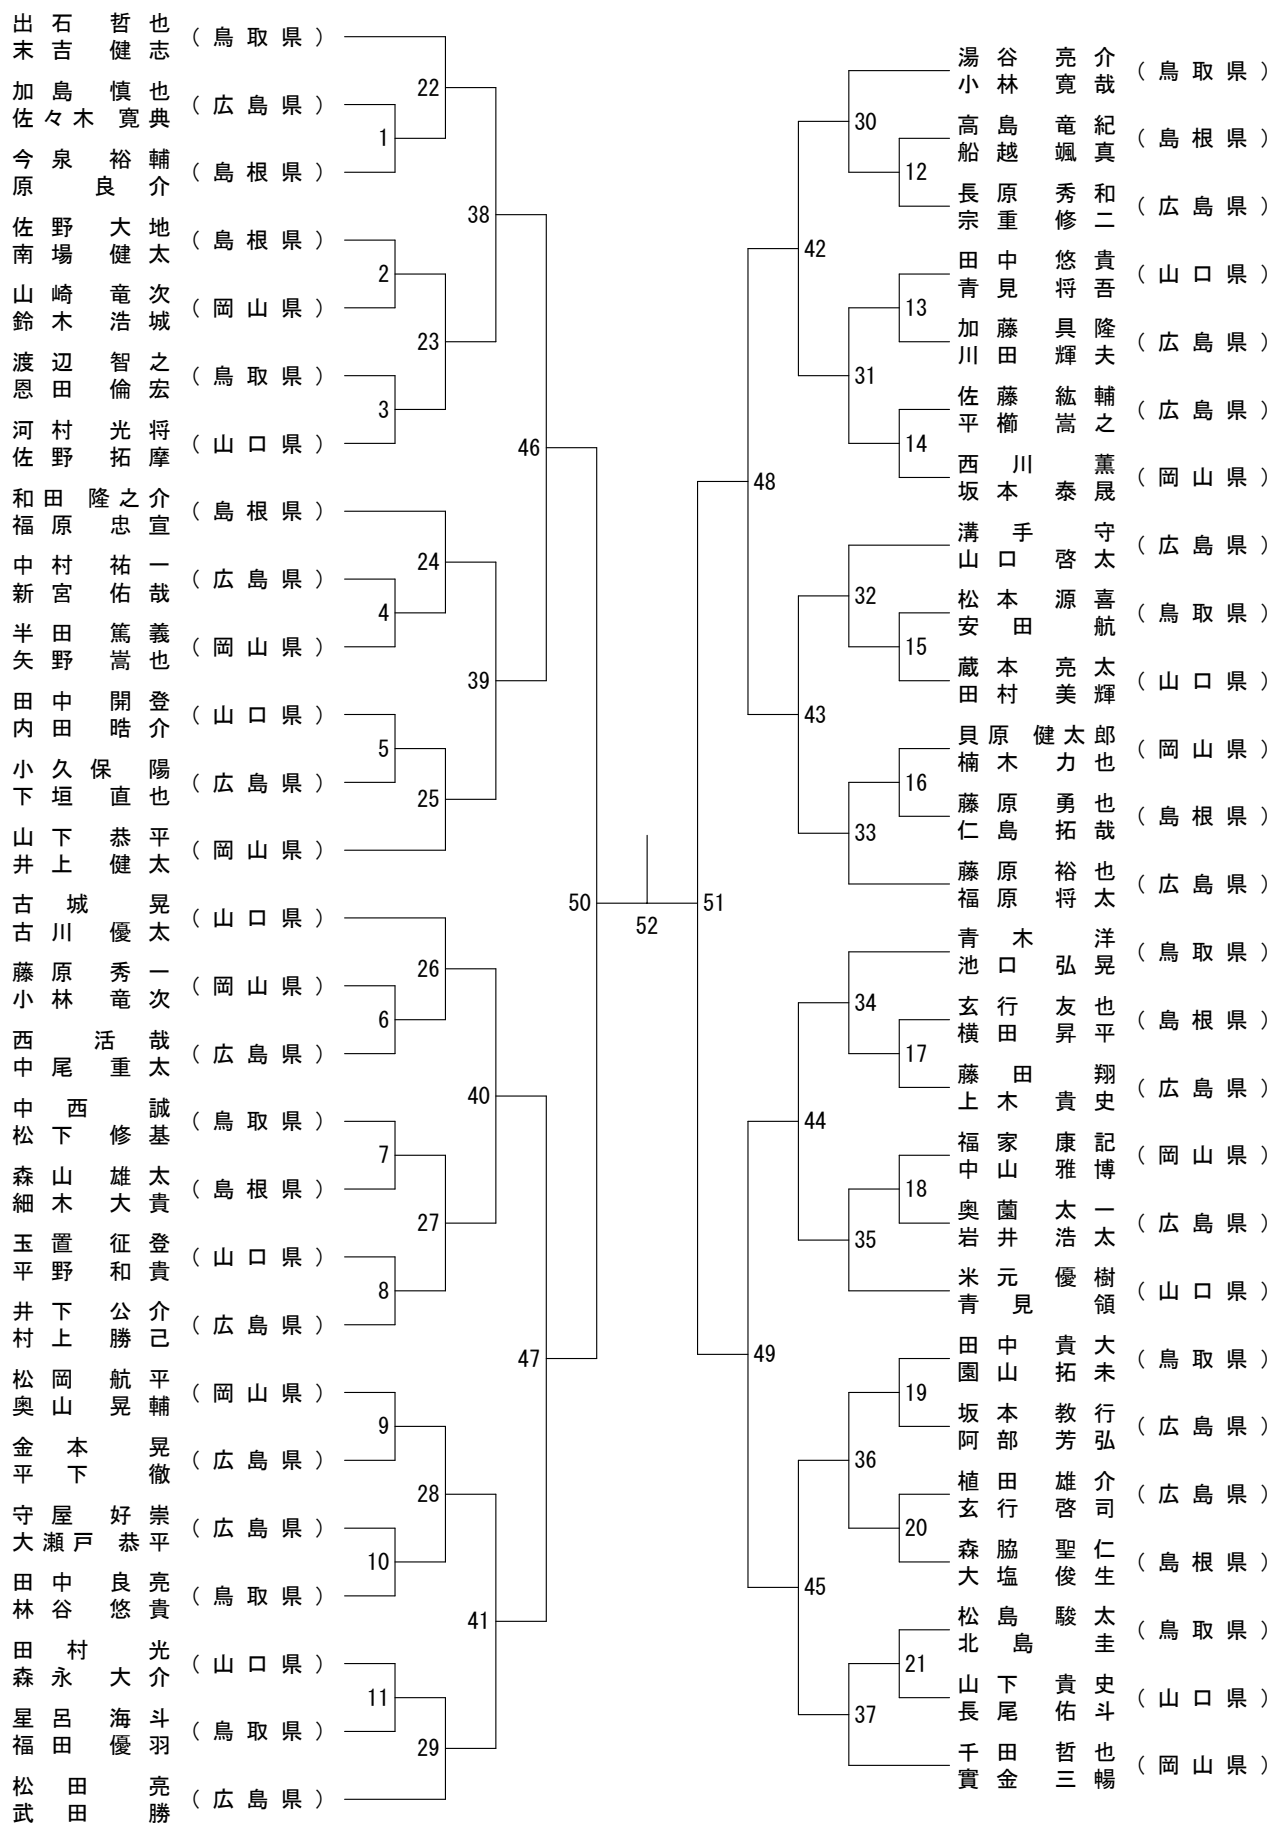 出石 哲也
末吉 健志
(鳥取県)
加島 慎也
佐々木 寛典
(広島県)
今泉 裕輔
原 良介
(島根県)
佐野 大地
南場 健太
(島根県)
山崎 竜次
鈴木 浩城
(岡山県)
渡辺 智之
恩田 倫宏
(鳥取県)
河村 光将
佐野 拓摩
(山口県)
和田 隆之介
福原 忠宣
(島根県)
中村 祐一
新宮 佑哉
(広島県)
半田 篤義
矢野 嵩也
(岡山県)
田中 開登
内田 晧介
(山口県)
小久保 陽
下垣 直也
(広島県)
山下 恭平
井上 健太
(岡山県)
古城 晃
古川 優太
(山口県)
藤原 秀一
小林 竜次
(岡山県)
西 活哉
中尾 重太
(広島県)
中西 誠
松下 修基
(鳥取県)
森山 雄太
細木 大貴
(島根県)
玉置 征登
平野 和貴
(山口県)
井下 公介
村上 勝己
(広島県)
松岡 航平
奥山 晃輔
(岡山県)
金本 晃
平下 徹
(広島県)
守屋 好崇
大瀬戸 恭平
(広島県)
田中 良亮
林谷 悠貴
(鳥取県)
田村 光
森永 大介
(山口県)
星呂 海斗
福田 優羽
(鳥取県)
松田 亮
武田 勝
(広島県)
1
2
3
4
5
6
7
8
9
10
11
22
23
24
25
26
27
28
29
38
39
40
41
46
47
50
52
51
48
49
42
43
44
45
30
31
32
33
34
35
36
37
12
13
14
15
16
17
18
19
20
21
湯谷 亮介
小林 寛哉
(鳥取県)
高島 竜紀
船越 颯真
(島根県)
長原 秀和
宗重 修二
(広島県)
田中 悠貴
青見 将吾
(山口県)
加藤 具隆
川田 輝夫
(広島県)
佐藤 紘輔
平櫛 嵩之
(広島県)
西川 薫
坂本 泰晟
(岡山県)
溝手 守
山口 啓太
(広島県)
松本 源喜
安田 航
(鳥取県)
蔵本 亮太
田村 美輝
(山口県)
貝原 健太郎
楠木 力也
(岡山県)
藤原 勇也
仁島 拓哉
(島根県)
藤原 裕也
福原 将太
(広島県)
青木 洋
池口 弘晃
(鳥取県)
玄行 友也
横田 昇平
(島根県)
藤田 翔
上木 貴史
(広島県)
福家 康記
中山 雅博
(岡山県)
奥薗 太一
岩井 浩太
(広島県)
米元 優樹
青見 領
(山口県)
田中 貴大
園山 拓未
(鳥取県)
坂本 教行
阿部 芳弘
(広島県)
植田 雄介
玄行 啓司
(広島県)
森脇 聖仁
大塩 俊生
(島根県)
松島 駿太
北島 圭
(鳥取県)
山下 貴史
長尾 佑斗
(山口県)
千田 哲也
實金 三暢
(岡山県)